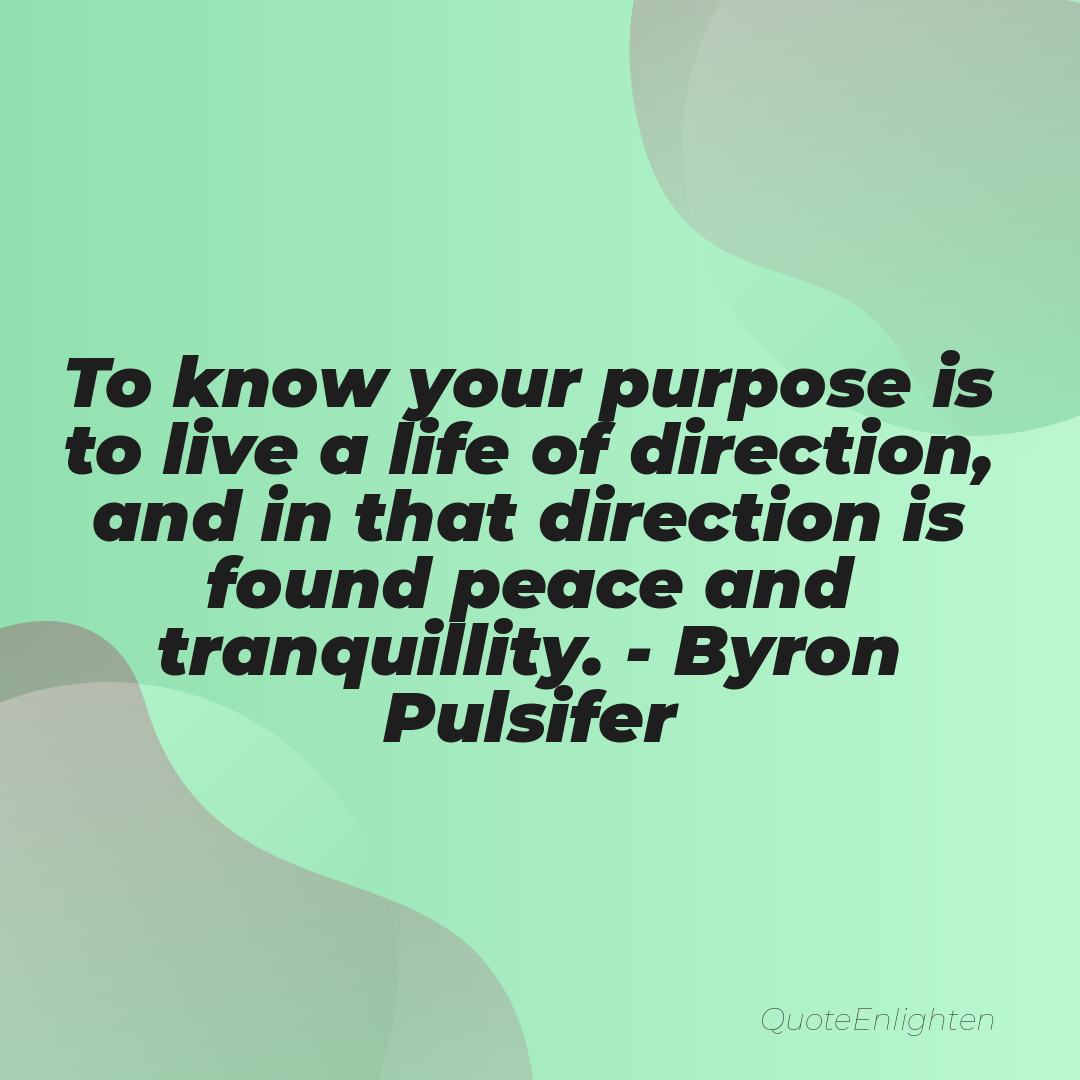 To know your purpose is
to live a life of direction,
and in that direction is
found peace and
tranquillity. - Byron
Pulsifer
QuoteEnlighten